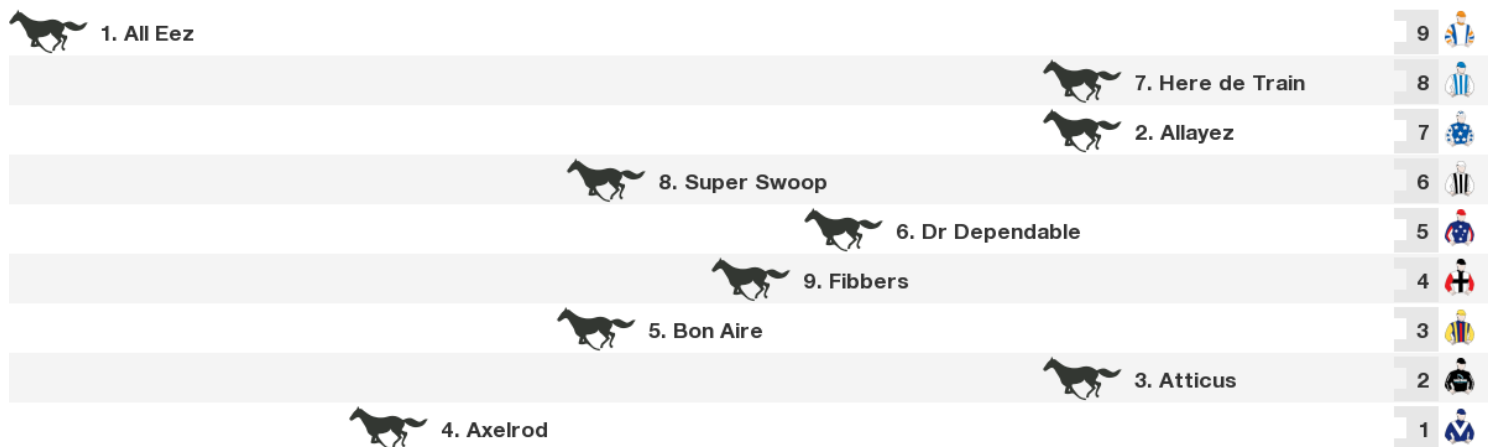 1. All Eez 9
7. Here de Train 8
2. Allayez 7
8. Super Swoop 6
6. Dr Dependable 5
9. Fibbers 4
5. Bon Aire 3
3. Atticus 2
4. Axelrod 1